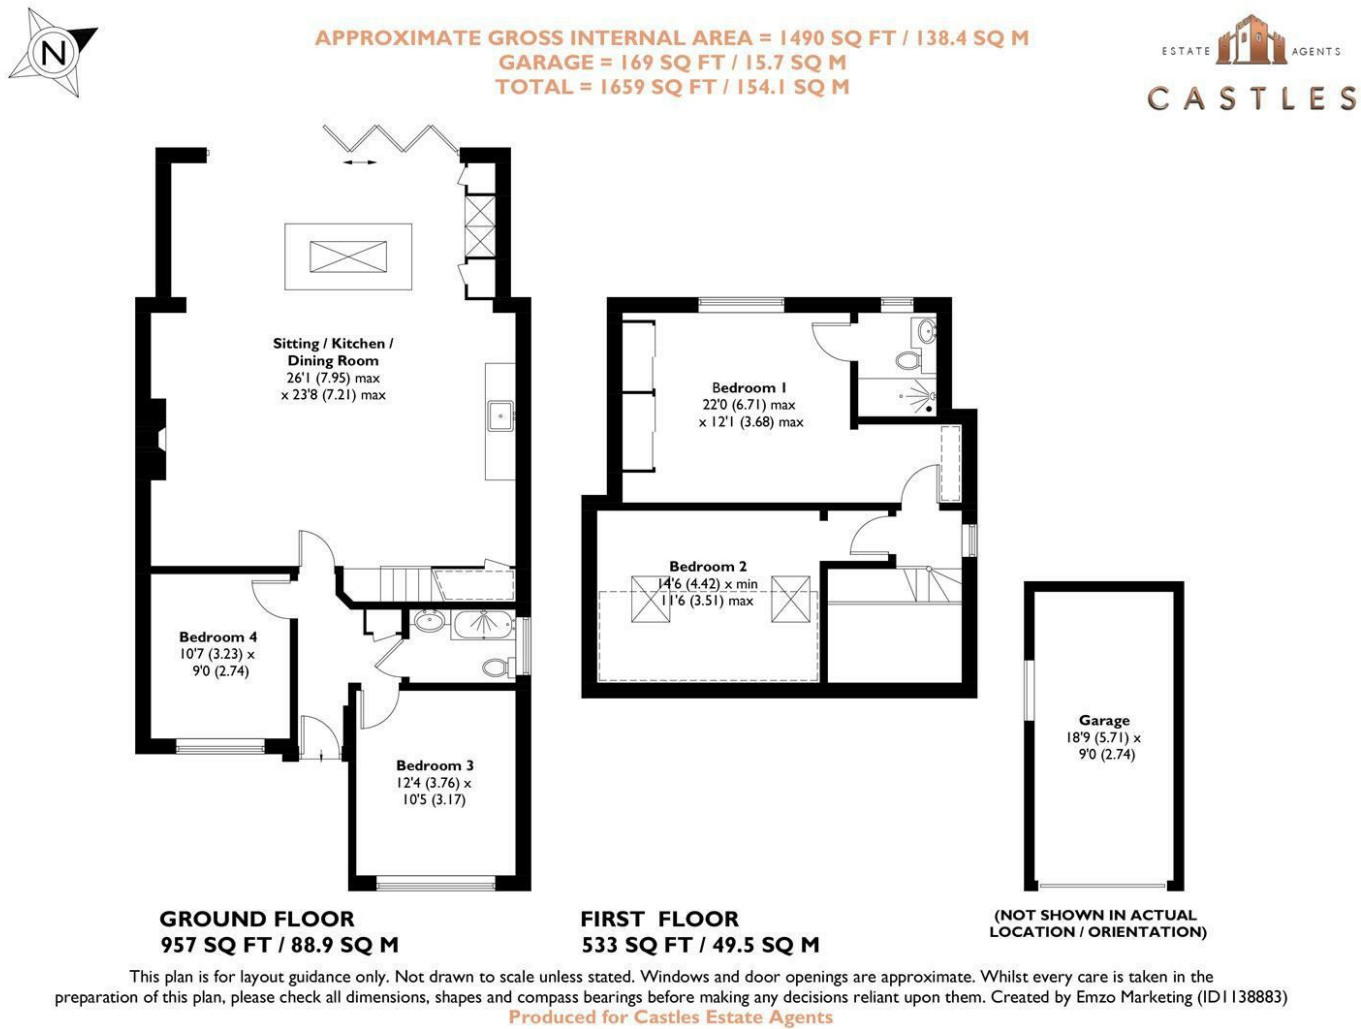 N
APPROXIMATE GROSS INTERNAL AREA = 1490 SQ FT / 138.4 SQ M
GARAGE = 169 SQ FT / 15.7 SQ M
TOTAL = 1659 SQ FT / 154.1 SQ M
ESTATE AGENTS
CASTLES
Sitting / Kitchen /
Dining Room
26'1 (7.95) max
x 23'8 (7.21) max
Bedroom 4
10'7 (3.23) x
9'0 (2.74)
Bedroom 3
12'4 (3.76) x
10'5 (3.17)
Bedroom 1
22'0 (6.71) max
x 12'1 (3.68) max
Bedroom 2
14'6 (4.42) x min
11'6 (3.51) max
Garage
18'9 (5.71) x
9'0 (2.74)
GROUND FLOOR
957 SQ FT / 88.9 SQ M
FIRST FLOOR
533 SQ FT / 49.5 SQ M
(NOT SHOWN IN ACTUAL
LOCATION / ORIENTATION)
This plan is for layout guidance only. Not drawn to scale unless stated. Windows and door openings are approximate. Whilst every care is taken in the
preparation of this plan, please check all dimensions, shapes and compass bearings before making any decisions reliant upon them. Created by Emzo Marketing (ID1138883)
Produced for Castles Estate Agents